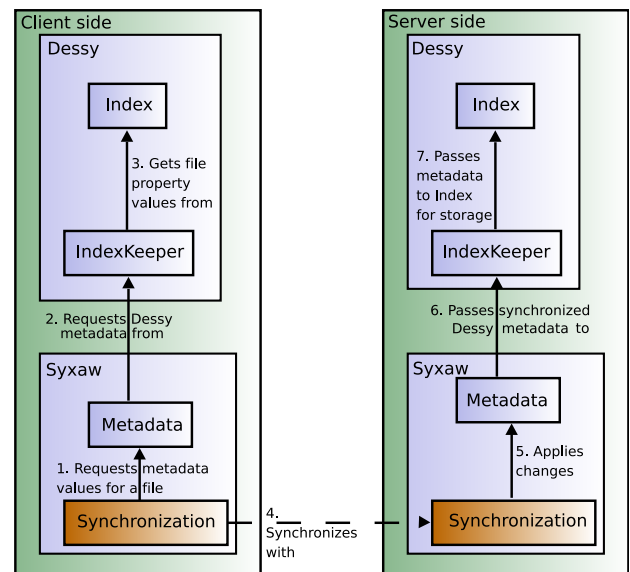 Client side
Dessy
Index
3. Gets file
property
values from
IndexKeeper
2. Requests Dessy
metadata from
Syxaw
Metadata
1. Requests metadata
values for a file
Synchronization
4.
Synchronizes
with
Server side
Dessy
Index
7. Passes
metadata
to Index
for storage
IndexKeeper
6. Passes synchronized
Dessy metadata to
Syxaw
Metadata
5. Applies
changes
Synchronization